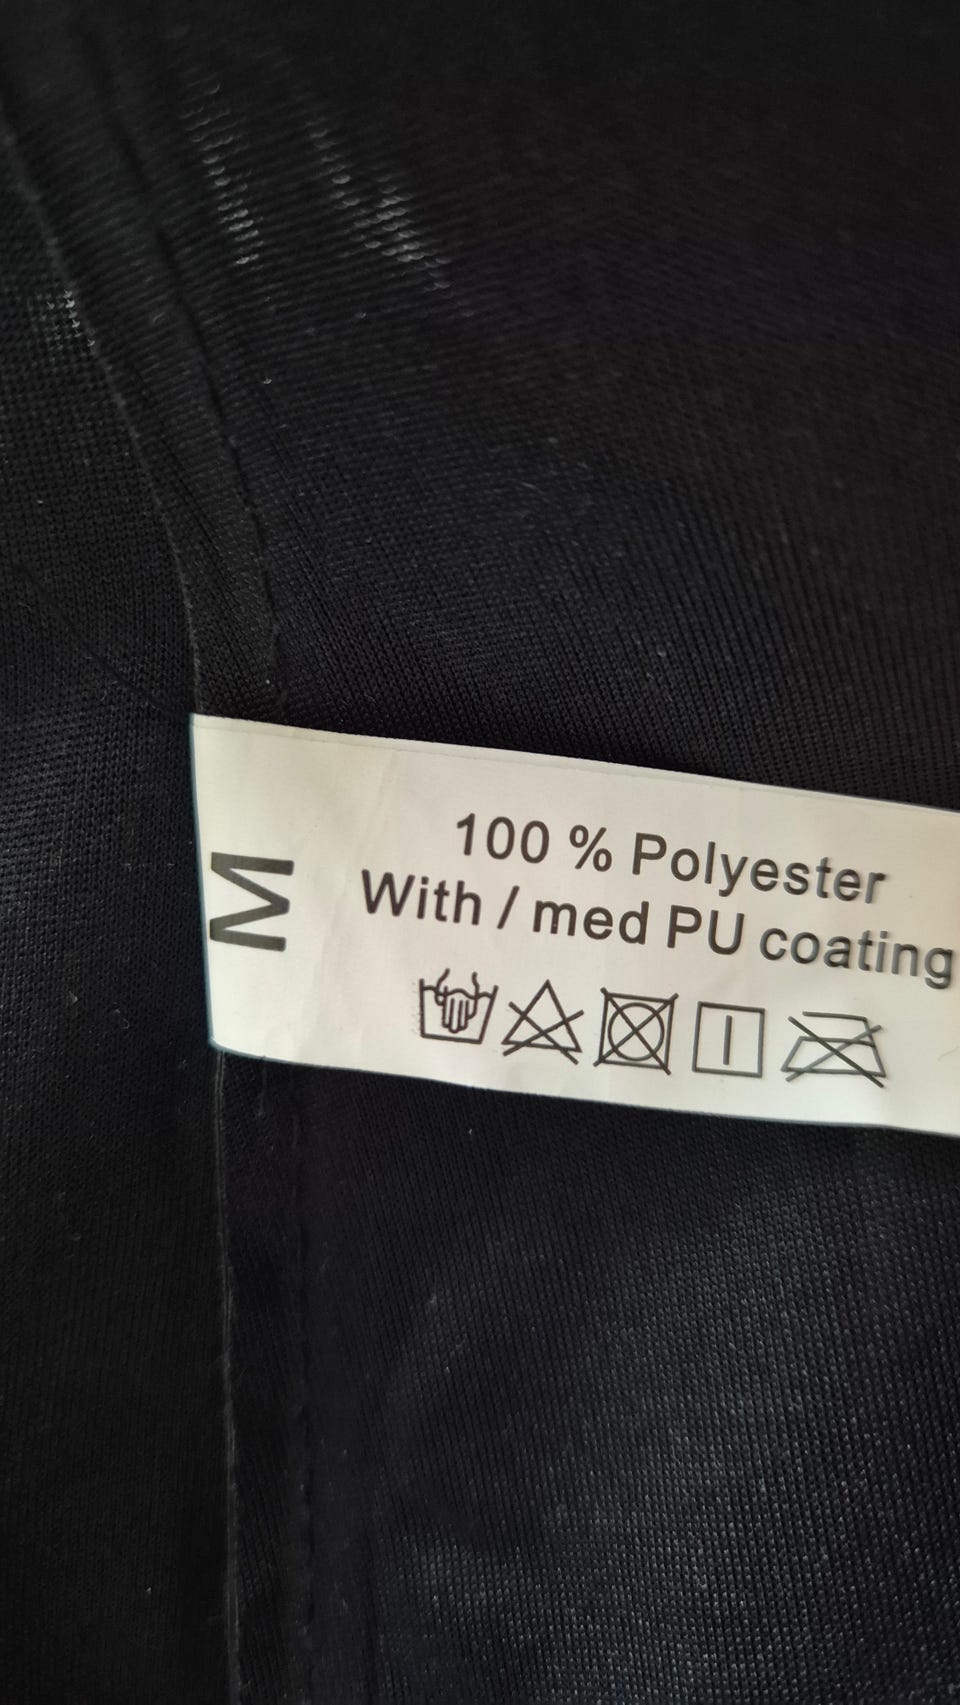 M
100 % Polyester
With / med PU coating